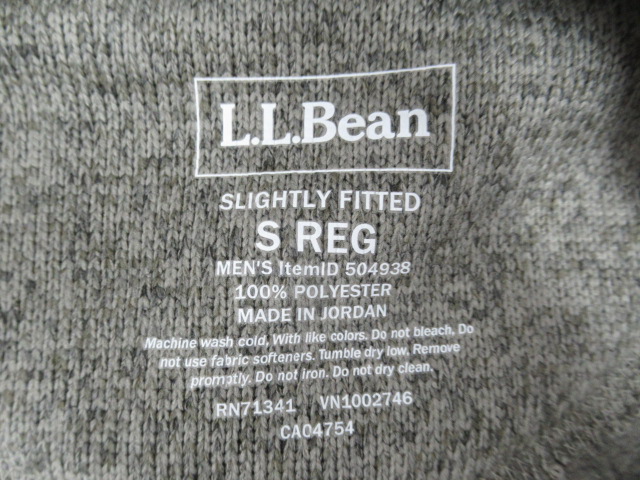 L.L.Bean
SLIGHTLY FITTED
S REG
MEN'S ItemID 504938
100% POLYESTER
MADE IN JORDAN
Machine wash cold, With like colors. Do not bleach. Do
not use fabric softeners. Tumble dry low. Remove
promptly. Do not iron. Do not dry clean.
RN71341 VN1002746
CA04754